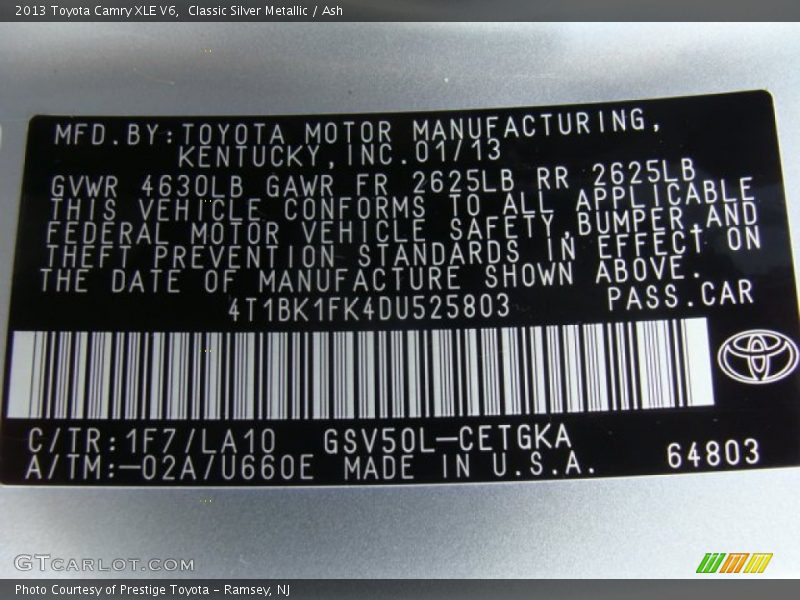 2013 Toyota Camry XLE V6,  Classic Silver Metallic / Ash
MFD.BY:TOYOTA MOTOR MANUFACTURING,
KENTUCKY,INC.01/13
GVWR 4630LB GAWR FR 2625LB RR 2625LB
THIS VEHICLE CONFORMS TO ALL APPLICABLE
FEDERAL MOTOR VEHICLE SAFETY,BUMPER,AND
THEFT PREVENTION STANDARDS IN EFFECT ON
THE DATE OF MANUFACTURE SHOWN ABOVE.
4T1BK1FK4DU525803 PASS.CAR
C/TR:1F7/LA10 GSV50L-CETGKA
A/TM:-02A/U660E MADE IN U.S.A. 64803
GTCARLOT.COM
Photo Courtesy of Prestige Toyota - Ramsey, NJ